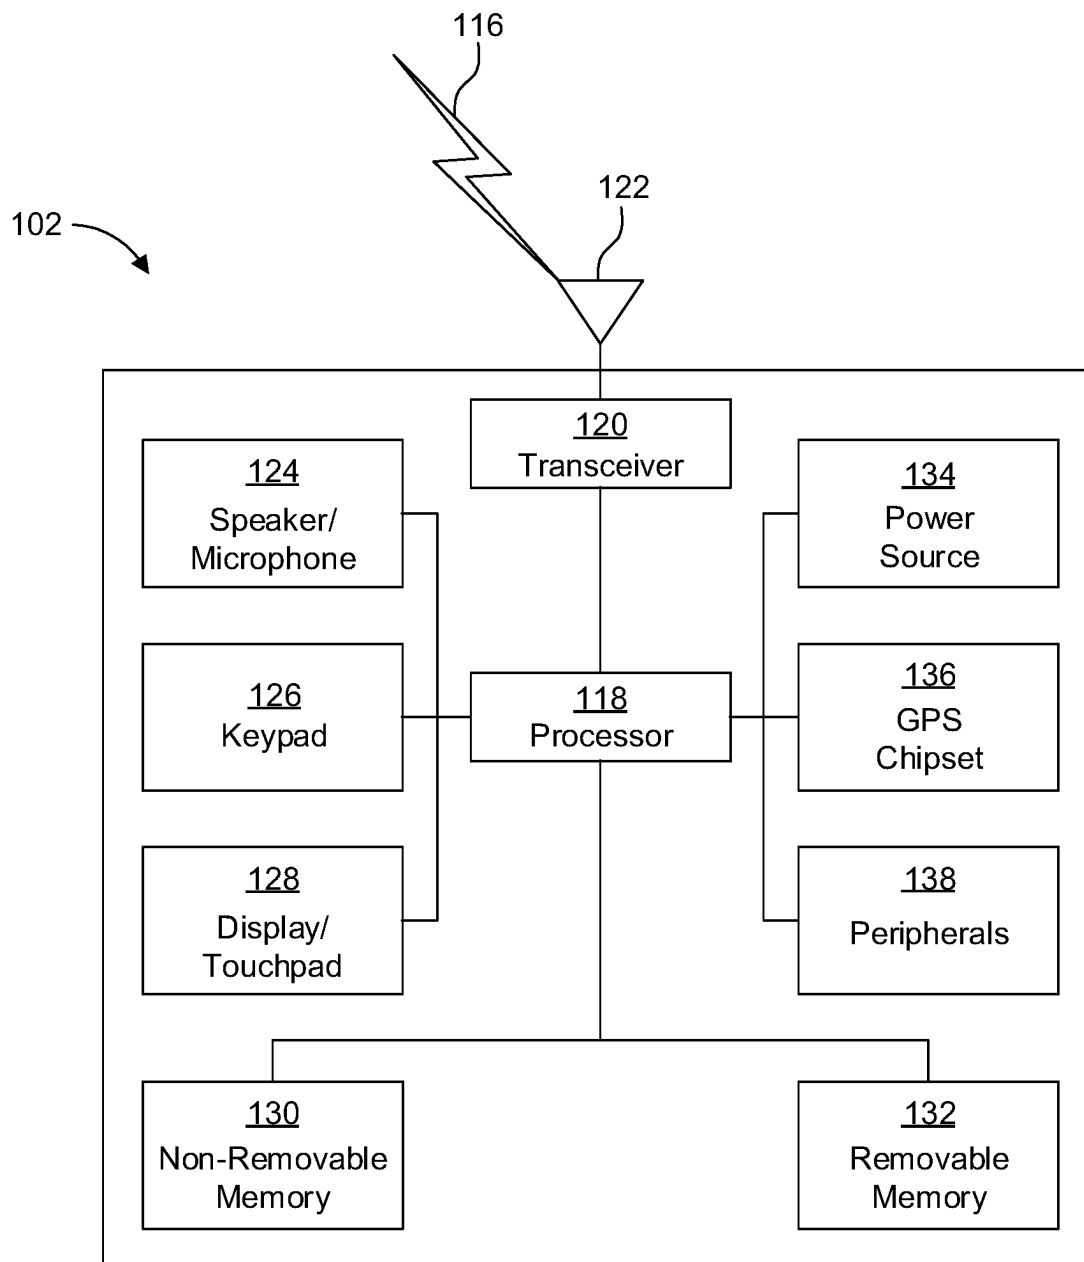 116
122
102
120
Transceiver
124
Speaker/
Microphone
134
Power
Source
126
Keypad
118
Processor
136
GPS
Chipset
128
Display/
Touchpad
138
Peripherals
130
Non-Removable
Memory
132
Removable
Memory